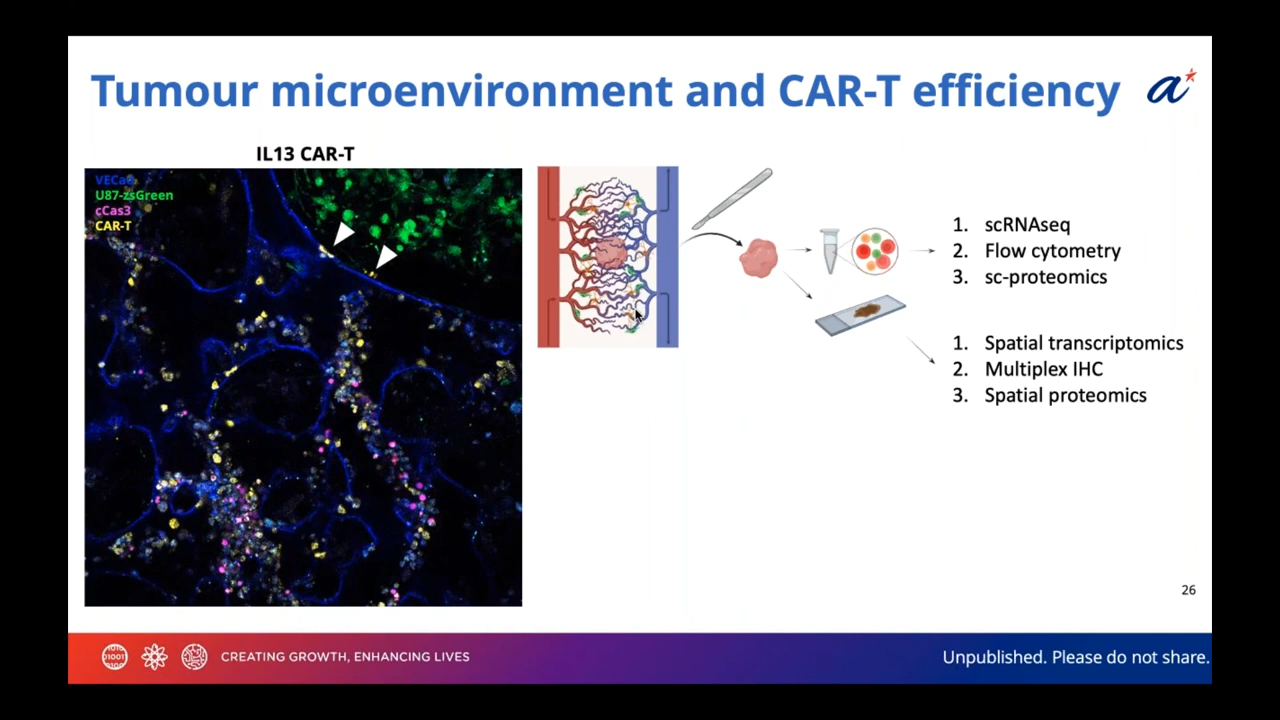 Tumour microenvironment and CAR-T efficiency
a*
IL13 CAR-T
VECad
U87-zsGreen
cCas3
CAR-T
1. scRNAseq
2. Flow cytometry
3. sc-proteomics
1. Spatial transcriptomics
2. Multiplex IHC
3. Spatial proteomics
26
CREATING GROWTH, ENHANCING LIVES
Unpublished. Please do not share.